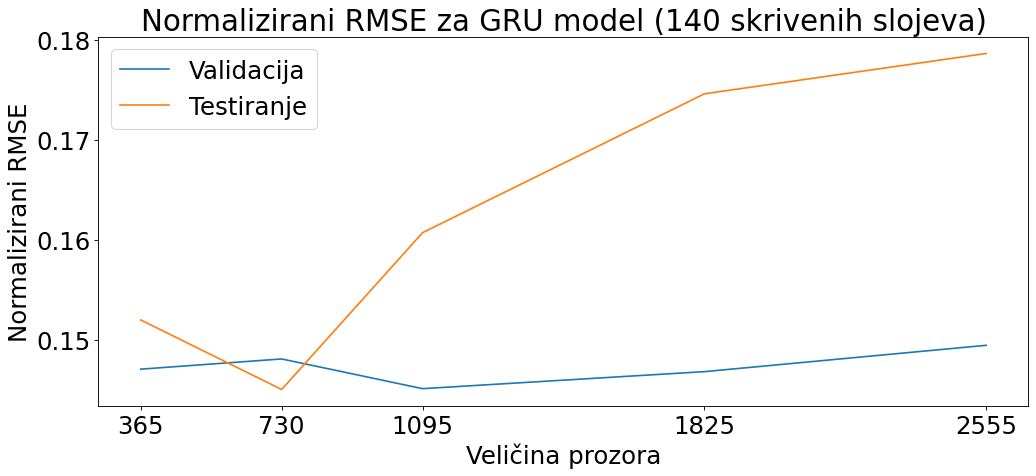 Normalizirani RMSE za GRU model (140 skrivenih slojeva)
Validacija
Testiranje
Normalizirani RMSE
0.18
0.17
0.16
0.15
365 730 1095 1825 2555
Veličina prozora